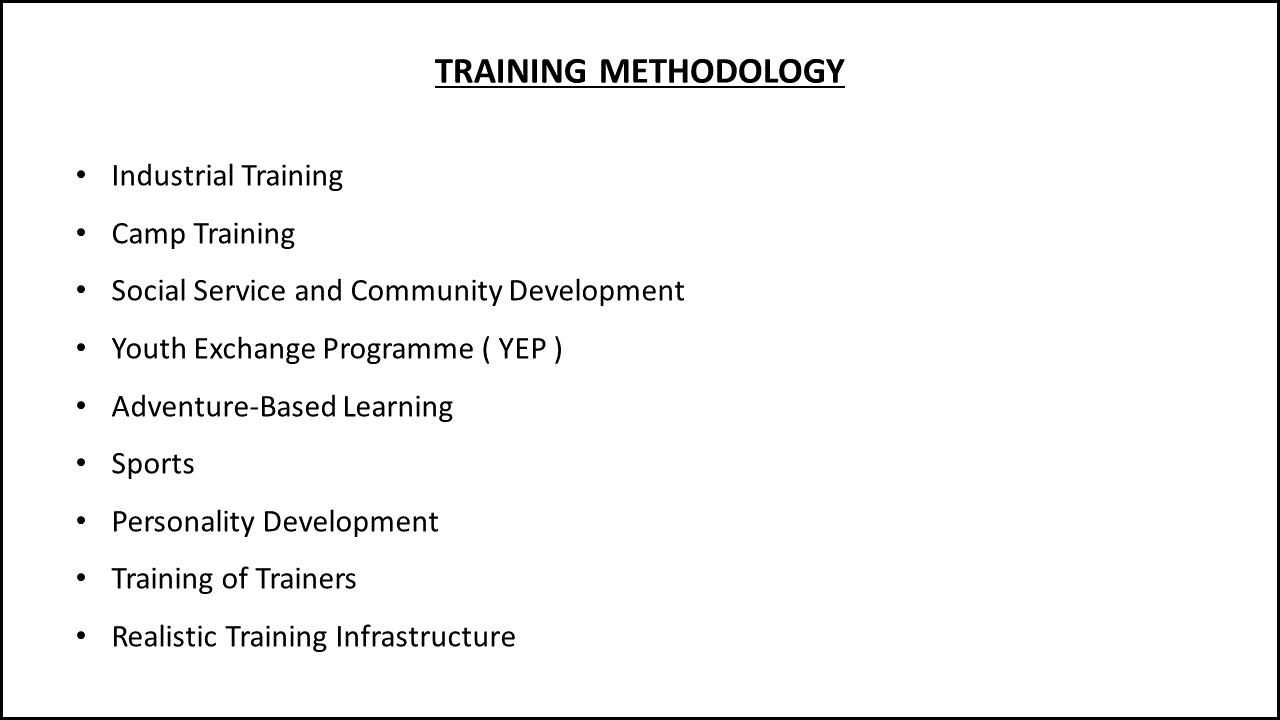 TRAINING METHODOLOGY
• Industrial Training
• Camp Training
• Social Service and Community Development
• Youth Exchange Programme ( YEP )
• Adventure-Based Learning
• Sports
• Personality Development
• Training of Trainers
• Realistic Training Infrastructure